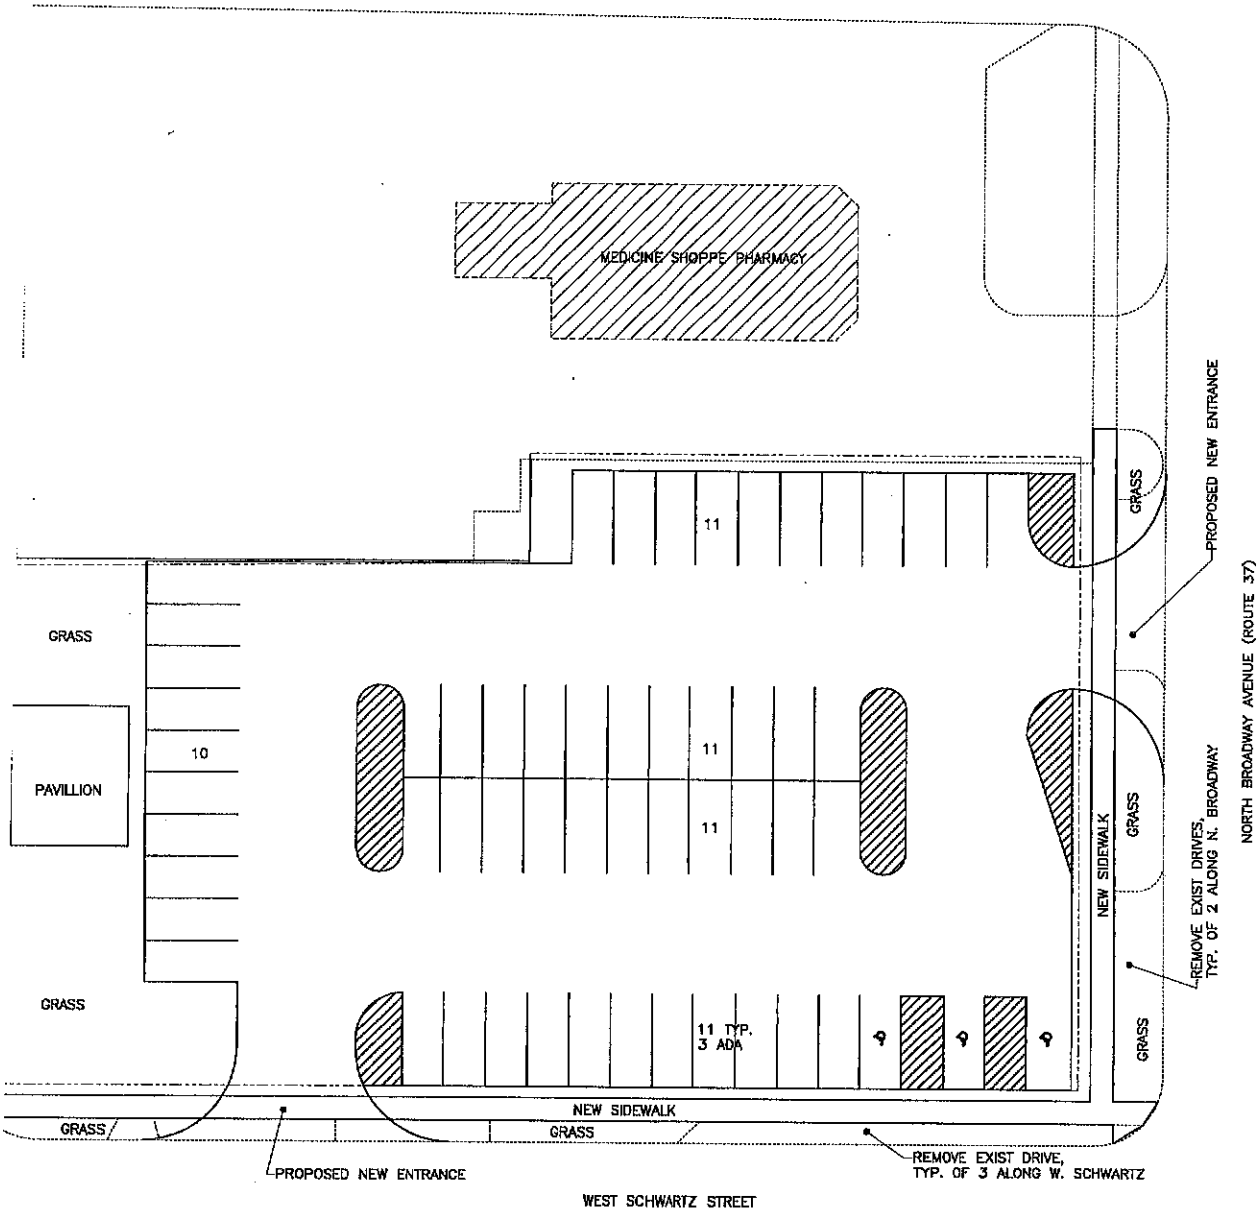 MEDICINE SHOPPE PHARMACY
PROPOSED NEW ENTRANCE
GRASS
11
GRASS
NORTH BROADWAY AVENUE (ROUTE 37)
10
11
PAVILLION
11
GRASS
NEW SIDEWALK
REMOVE EXIST DRIVES,
TYP. OF 2 ALONG N. BROADWAY
GRASS
11 TYP.
3 ADA
GRASS
NEW SIDEWALK
GRASS
GRASS
PROPOSED NEW ENTRANCE
REMOVE EXIST DRIVE,
TYP. OF 3 ALONG W. SCHWARTZ
WEST SCHWARTZ STREET